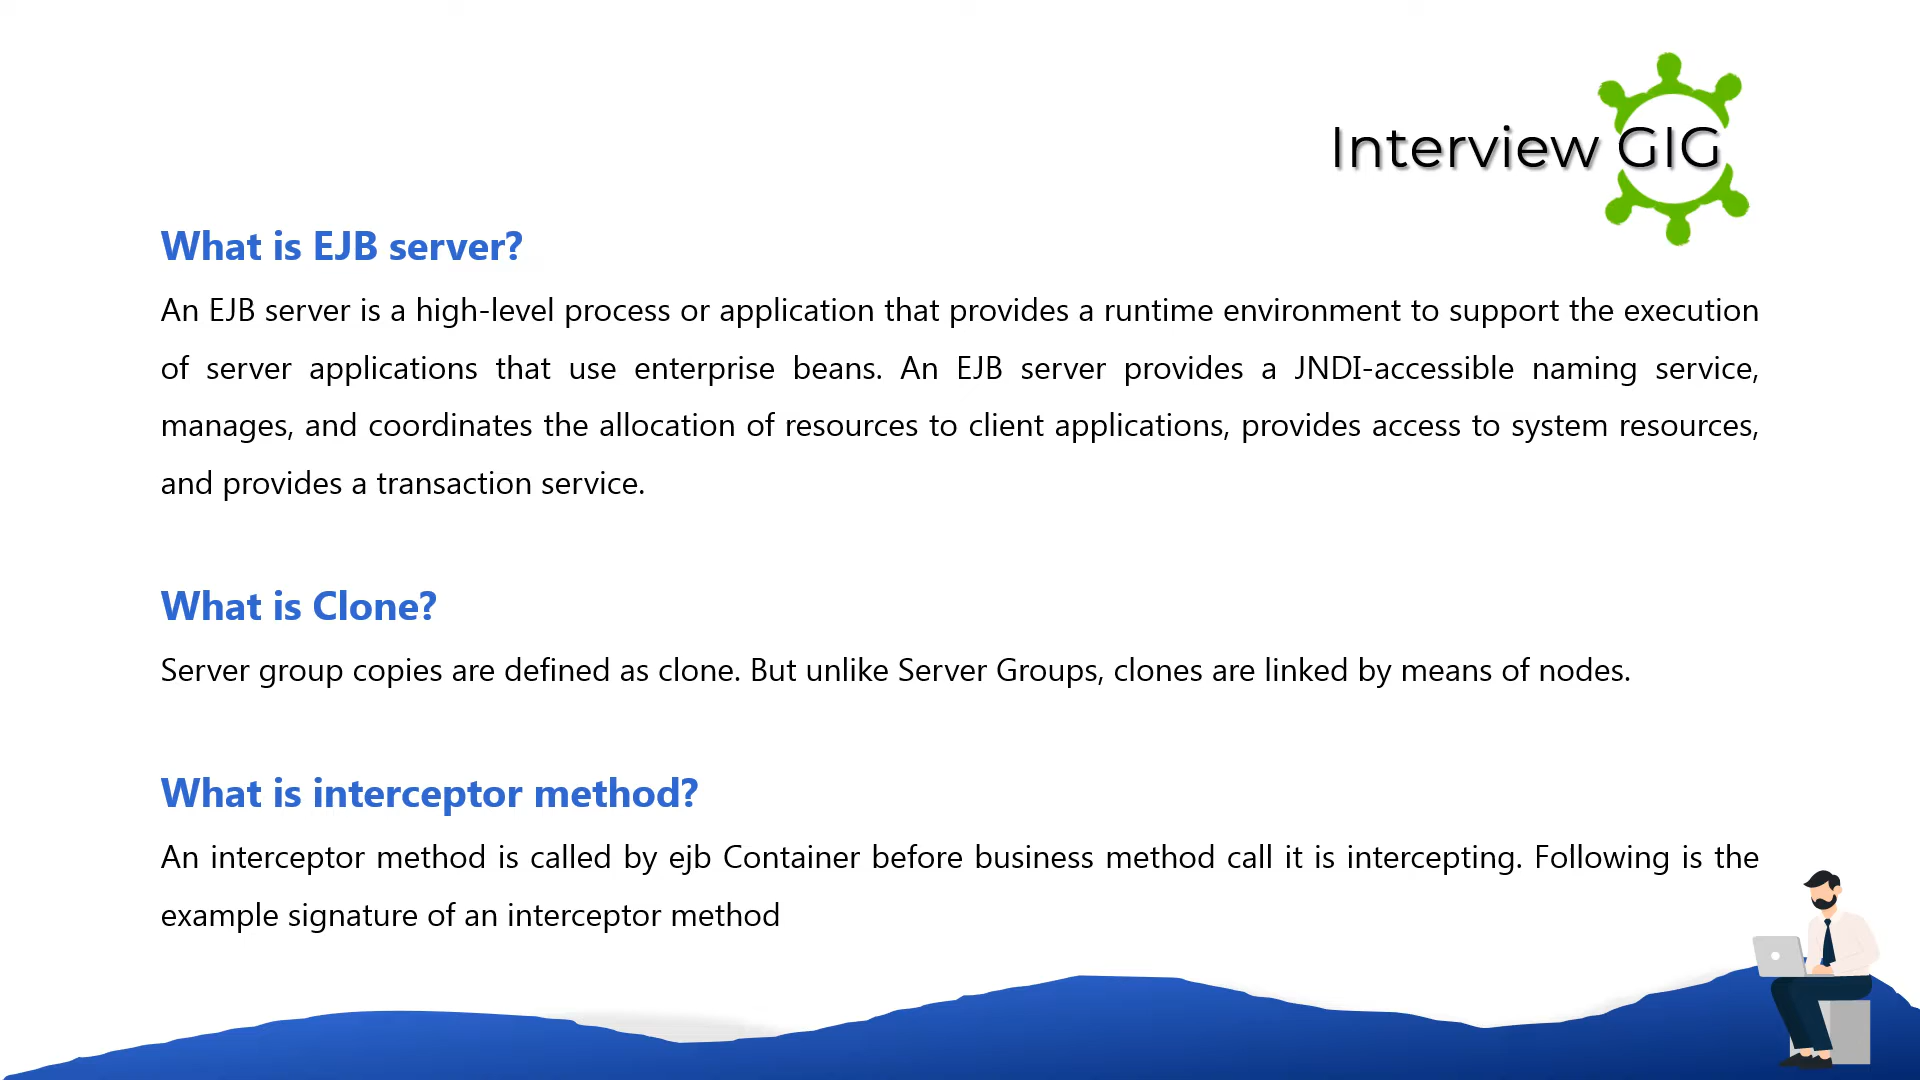 Interview GIG
What is EJB server?
An EJB server is a high-level process or application that provides a runtime environment to support the execution
of server applications that use enterprise beans. An EJB server provides a JNDI-accessible naming service,
manages, and coordinates the allocation of resources to client applications, provides access to system resources,
and provides a transaction service.
What is Clone?
Server group copies are defined as clone. But unlike Server Groups, clones are linked by means of nodes.
What is interceptor method?
An interceptor method is called by ejb Container before business method call it is intercepting. Following is the
example signature of an interceptor method